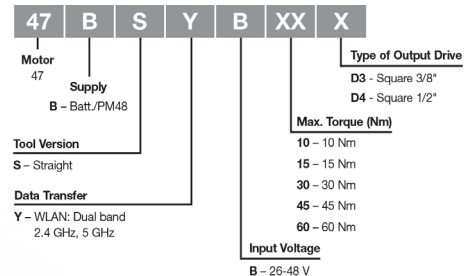 47 B S Y B XX X
Motor
47
Supply
B – Batt./PM48
Tool Version
S – Straight
Data Transfer
Y – WLAN: Dual band
2.4 GHz, 5 GHz
Type of Output Drive
D3 - Square 3/8"
D4 - Square 1/2"
Max. Torque (Nm)
10 – 10 Nm
15 – 15 Nm
30 – 30 Nm
45 – 45 Nm
60 – 60 Nm
Input Voltage
B – 26-48 V